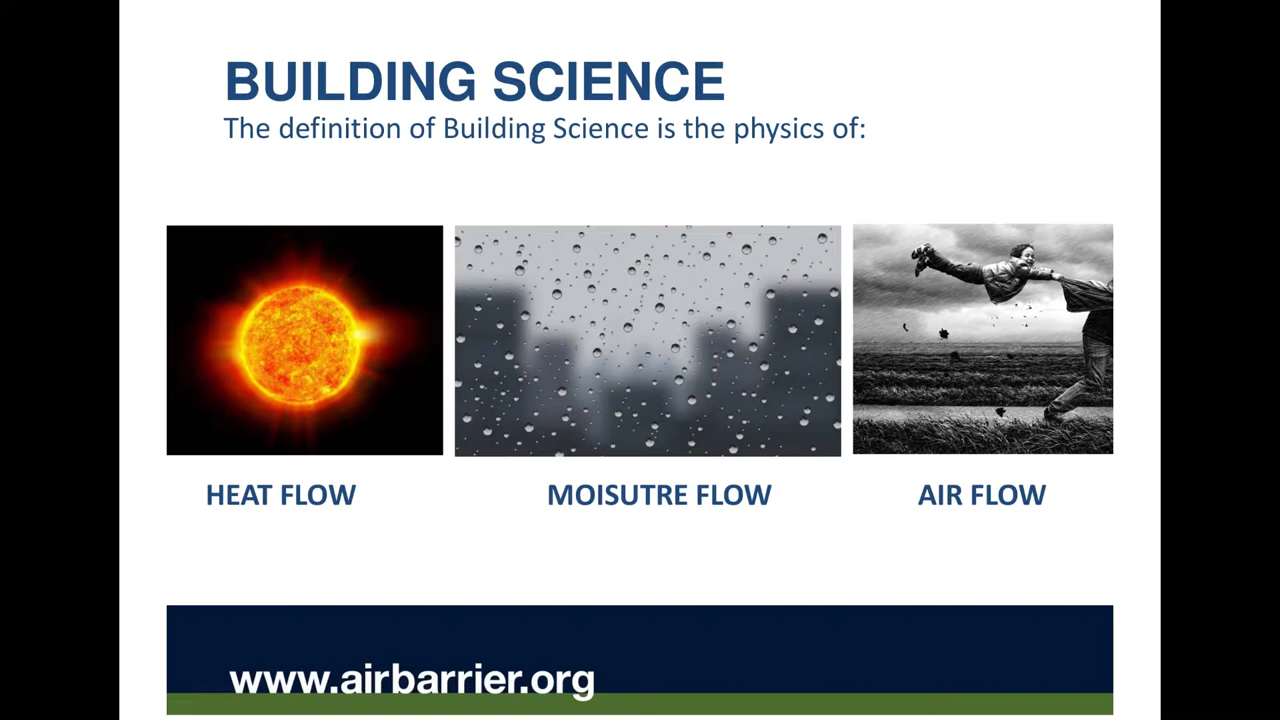 BUILDING SCIENCE
The definition of Building Science is the physics of:
HEAT FLOW
MOISUTRE FLOW
AIR FLOW
www.airbarrier.org